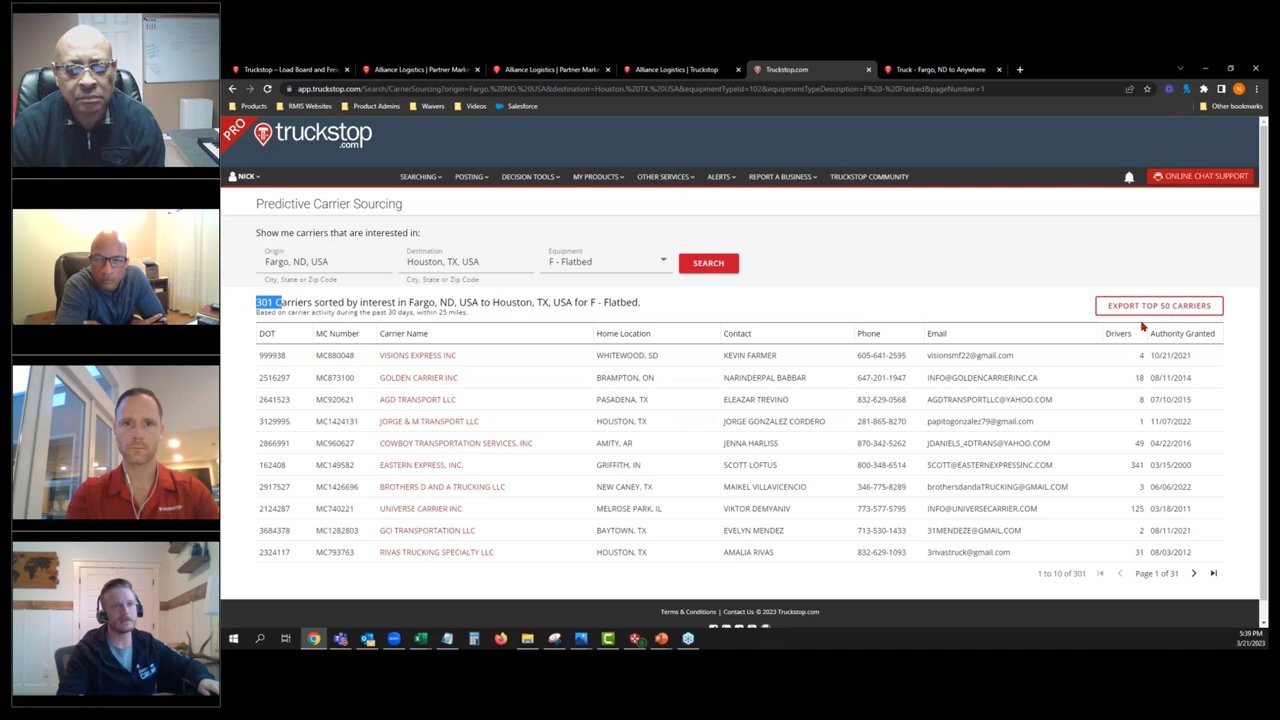 Truckstop – Load Board and Frei
Alliance Logistics | Partner Mark
Alliance Logistics | Partner Mark
Alliance Logistics | Truckstop
Truckstop.com
Truck - Fargo, ND to Anywhere
app.truckstop.com/Search/CarrierSourcing?origin=Fargo,%20ND,%20USA&destination=Houston,%20TX,%20USA&equipmentTypeId=102&equipmentTypeDescription=F%20-%20Flatbed&pageNumber=1
N
Products RMIS Websites Product Admins Waivers Videos Salesforce Other bookmarks
PRO truckstop
.com
NICK SEARCHING POSTING DECISION TOOLS MY PRODUCTS OTHER SERVICES ALERTS REPORT A BUSINESS TRUCKSTOP COMMUNITY ONLINE CHAT SUPPORT
Predictive Carrier Sourcing
Show me carriers that are interested in:
Origin Destination Equipment
Fargo, ND, USA Houston, TX, USA F - Flatbed SEARCH
City, State or Zip Code City, State or Zip Code
301 Carriers sorted by interest in Fargo, ND, USA to Houston, TX, USA for F - Flatbed. EXPORT TOP 50 CARRIERS
Based on carrier activity during the past 30 days, within 25 miles.
DOT MC Number Carrier Name Home Location Contact Phone Email Drivers Authority Granted
999938 MC880048 VISIONS EXPRESS INC WHITEWOOD, SD KEVIN FARMER 605-641-2595 visionsmf22@gmail.com 4 10/21/2021
2516297 MC873100 GOLDEN CARRIER INC BRAMPTON, ON NARINDERPAL BABBAR 647-201-1947 INFO@GOLDENCARRIERINC.CA 18 08/11/2014
2641523 MC920621 AGD TRANSPORT LLC PASADENA, TX ELEAZAR TREVINO 832-629-0568 AGDTRANSPORTLLC@YAHOO.COM 8 07/10/2015
3129995 MC1424131 JORGE & M TRANSPORT LLC HOUSTON, TX JORGE GONZALEZ CORDERO 281-865-8270 papitogonzalez79@gmail.com 1 11/07/2022
2866991 MC960627 COWBOY TRANSPORTATION SERVICES, INC AMITY, AR JENNA HARLISS 870-342-5262 JDANIELS_4DTRANS@YAHOO.COM 49 04/22/2016
162408 MC149582 EASTERN EXPRESS, INC. GRIFFITH, IN SCOTT LOFTUS 800-348-6514 SCOTT@EASTERNEXPRESSINC.COM 341 03/15/2000
2917527 MC1426696 BROTHERS D AND A TRUCKING LLC NEW CANEY, TX MAIKEL VILLAVICENCIO 346-775-8289 brothersdandaTRUCKING@GMAIL.COM 3 06/06/2022
2124287 MC740221 UNIVERSE CARRIER INC MELROSE PARK, IL VIKTOR DEMYANIV 773-577-5795 INFO@UNIVERSECARRIER.COM 125 03/18/2011
3684378 MC1282803 GCI TRANSPORTATION LLC BAYTOWN, TX EVELYN MENDEZ 713-530-1433 31MENDEZE@GMAIL.COM 2 08/11/2021
2324117 MC793763 RIVAS TRUCKING SPECIALTY LLC HOUSTON, TX AMALIA RIVAS 832-629-1093 3rivastruck@gmail.com 31 08/03/2012
1 to 10 of 301 Page 1 of 31
Terms & Conditions | Contact Us © 2023 Truckstop.com
5:39 PM
3/21/2023